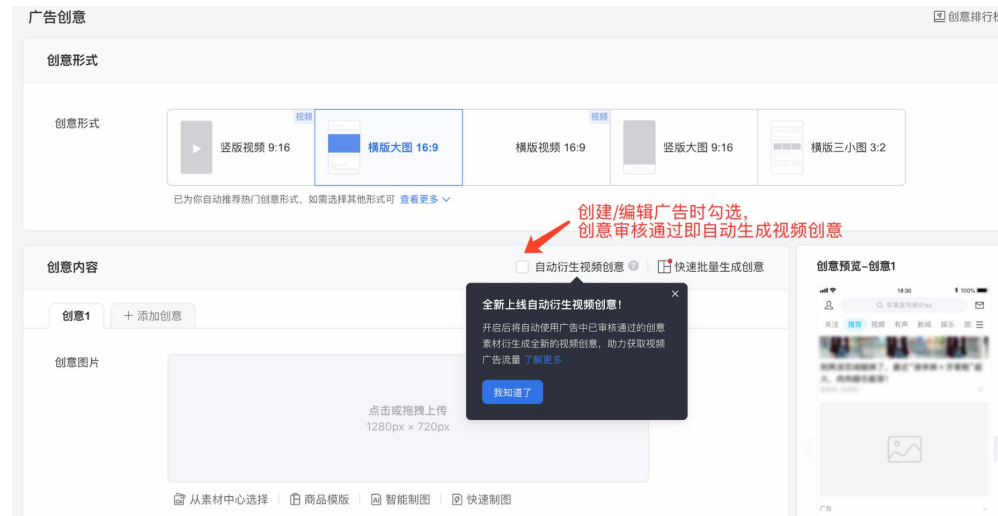 广告创意
创意排行榜
创意形式
创意形式
视频
竖版视频 9:16
横版大图 16:9
视频
横版视频 16:9
竖版大图 9:16
横版三小图 3:2
已为你自动推荐热门创意形式，如需选择其他形式可 查看更多
创建/编辑广告时勾选，
创意审核通过即自动生成视频创意
创意内容
自动衍生视频创意
快速批量生成创意
创意预览-创意1
全新上线自动衍生视频创意！
开启后将自动使用广告中已审核通过的创意
素材衍生成全新的视频创意，助力获取视频
广告流量 了解更多
我知道了
创意1
+ 添加创意
创意图片
点击或拖拽上传
1280px × 720px
从素材中心选择
商品模版
智能制图
快速制图
18:30
100%
苹果发布新iPad
关注 推荐 视频 有声 新闻 娱乐 游
广告